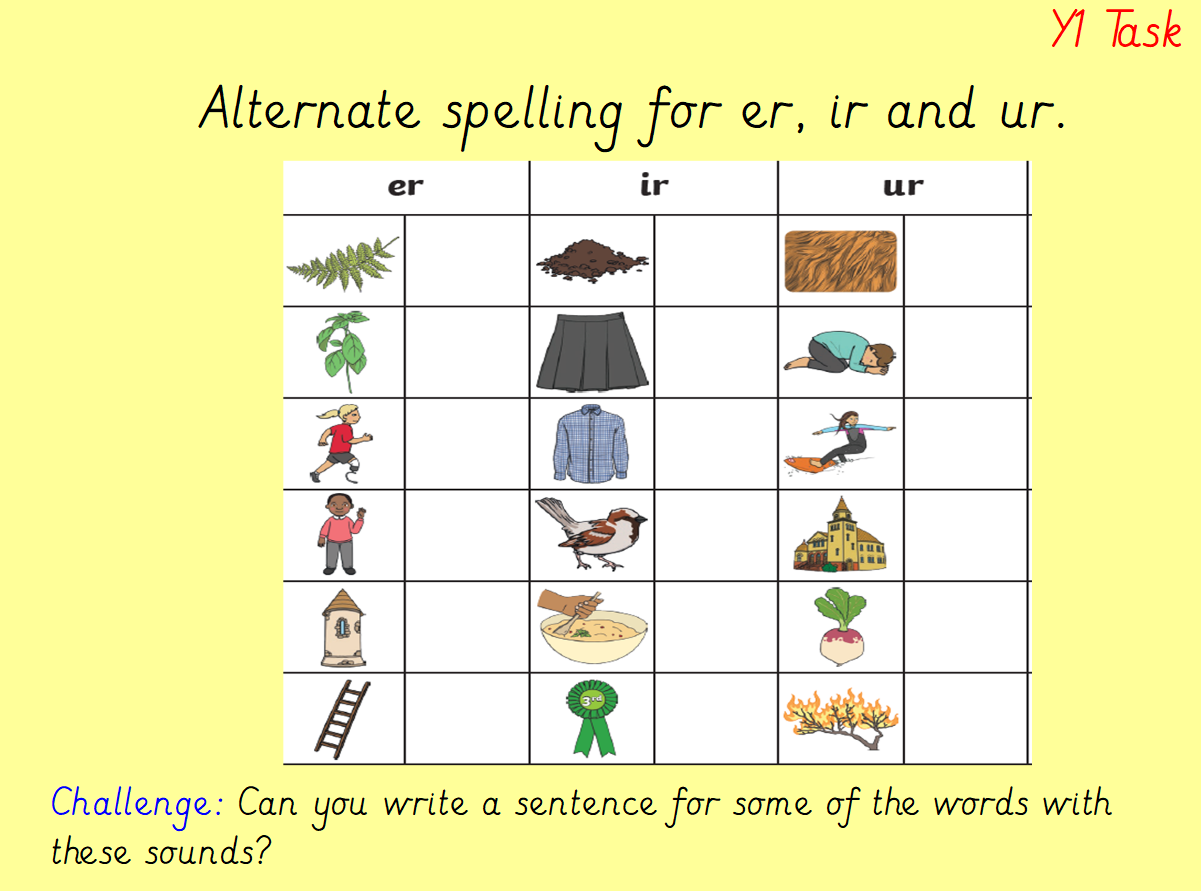 Y1 Task
Alternate spelling for er, ir and ur.
er ir ur
3rd
Challenge: Can you write a sentence for some of the words with
these sounds?